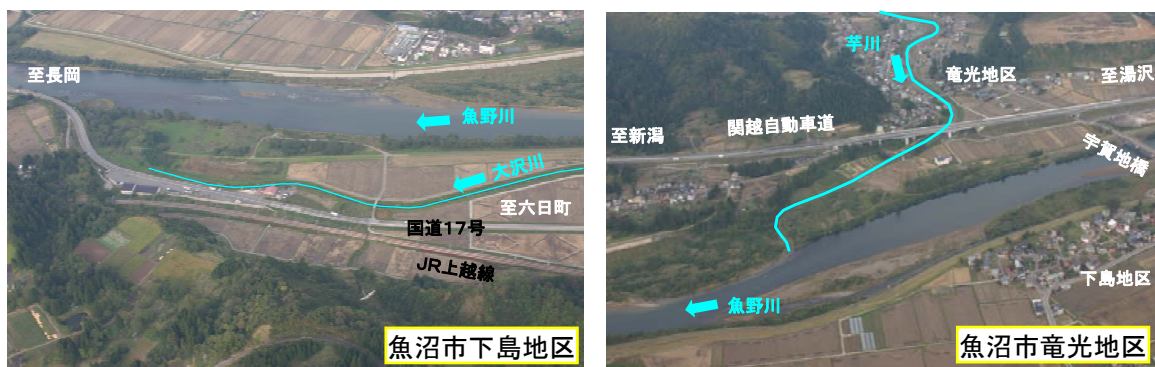 至長岡
魚野川
大沢川
至六日町
国道17号
JR上越線
魚沼市下島地区
芋川
竜光地区
至湯沢
関越自動車道
至新潟
宇賀地橋
下島地区
魚野川
魚沼市竜光地区